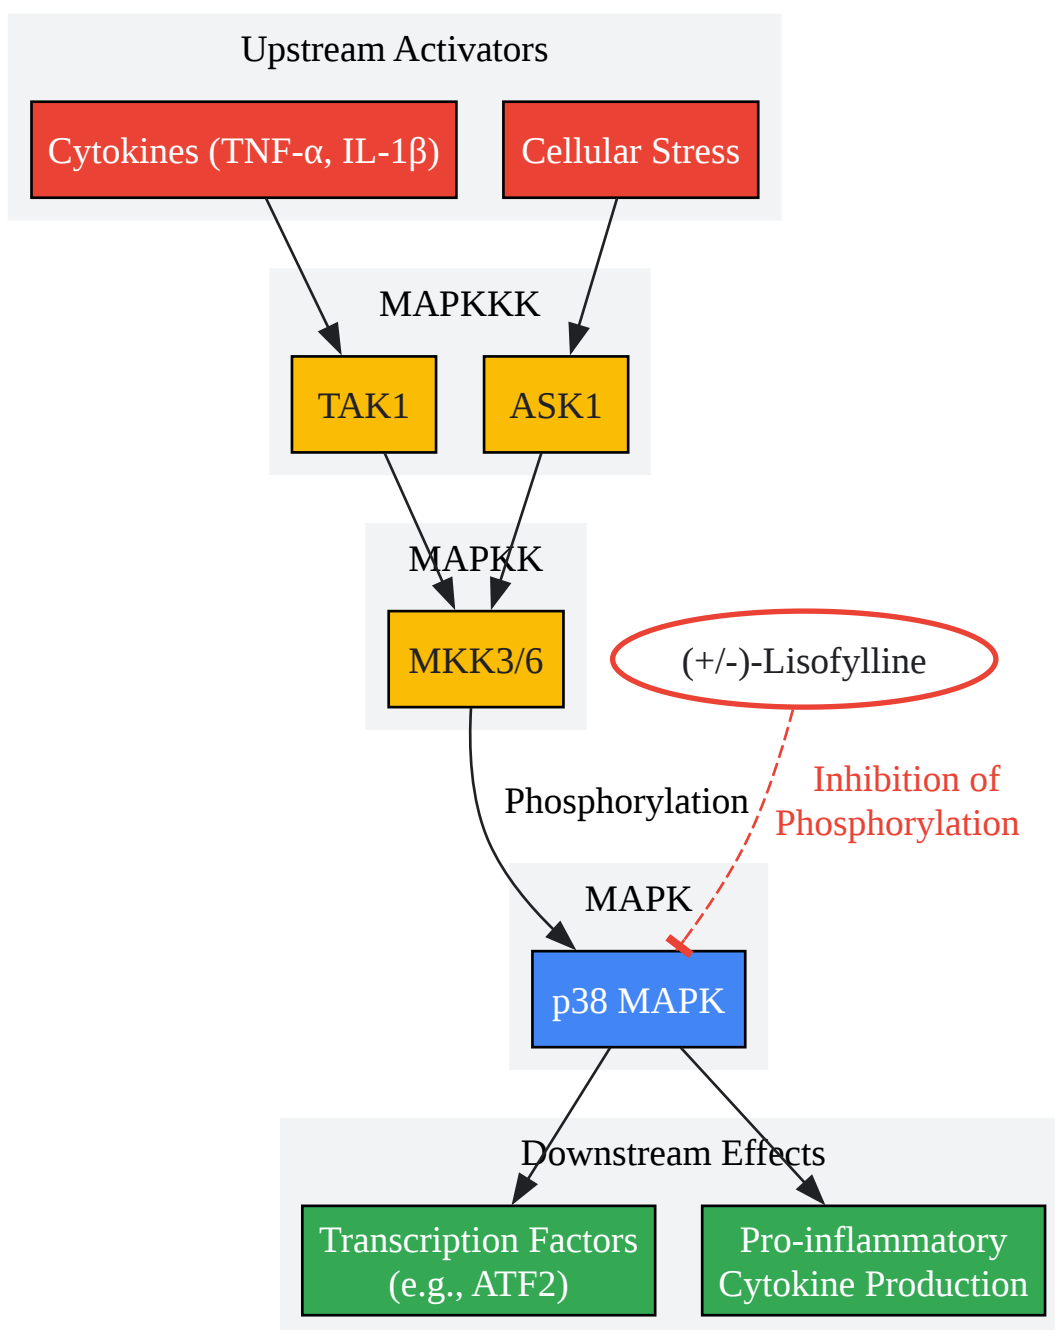 Upstream Activators
Cytokines (TNF-α, IL-1β)
Cellular Stress
MAPKKK
TAK1
ASK1
MAPKK
MKK3/6
(+/-)-Lisofylline
Phosphorylation
Inhibition of
Phosphorylation
MAPK
p38 MAPK
Downstream Effects
Transcription Factors
(e.g., ATF2)
Pro-inflammatory
Cytokine Production